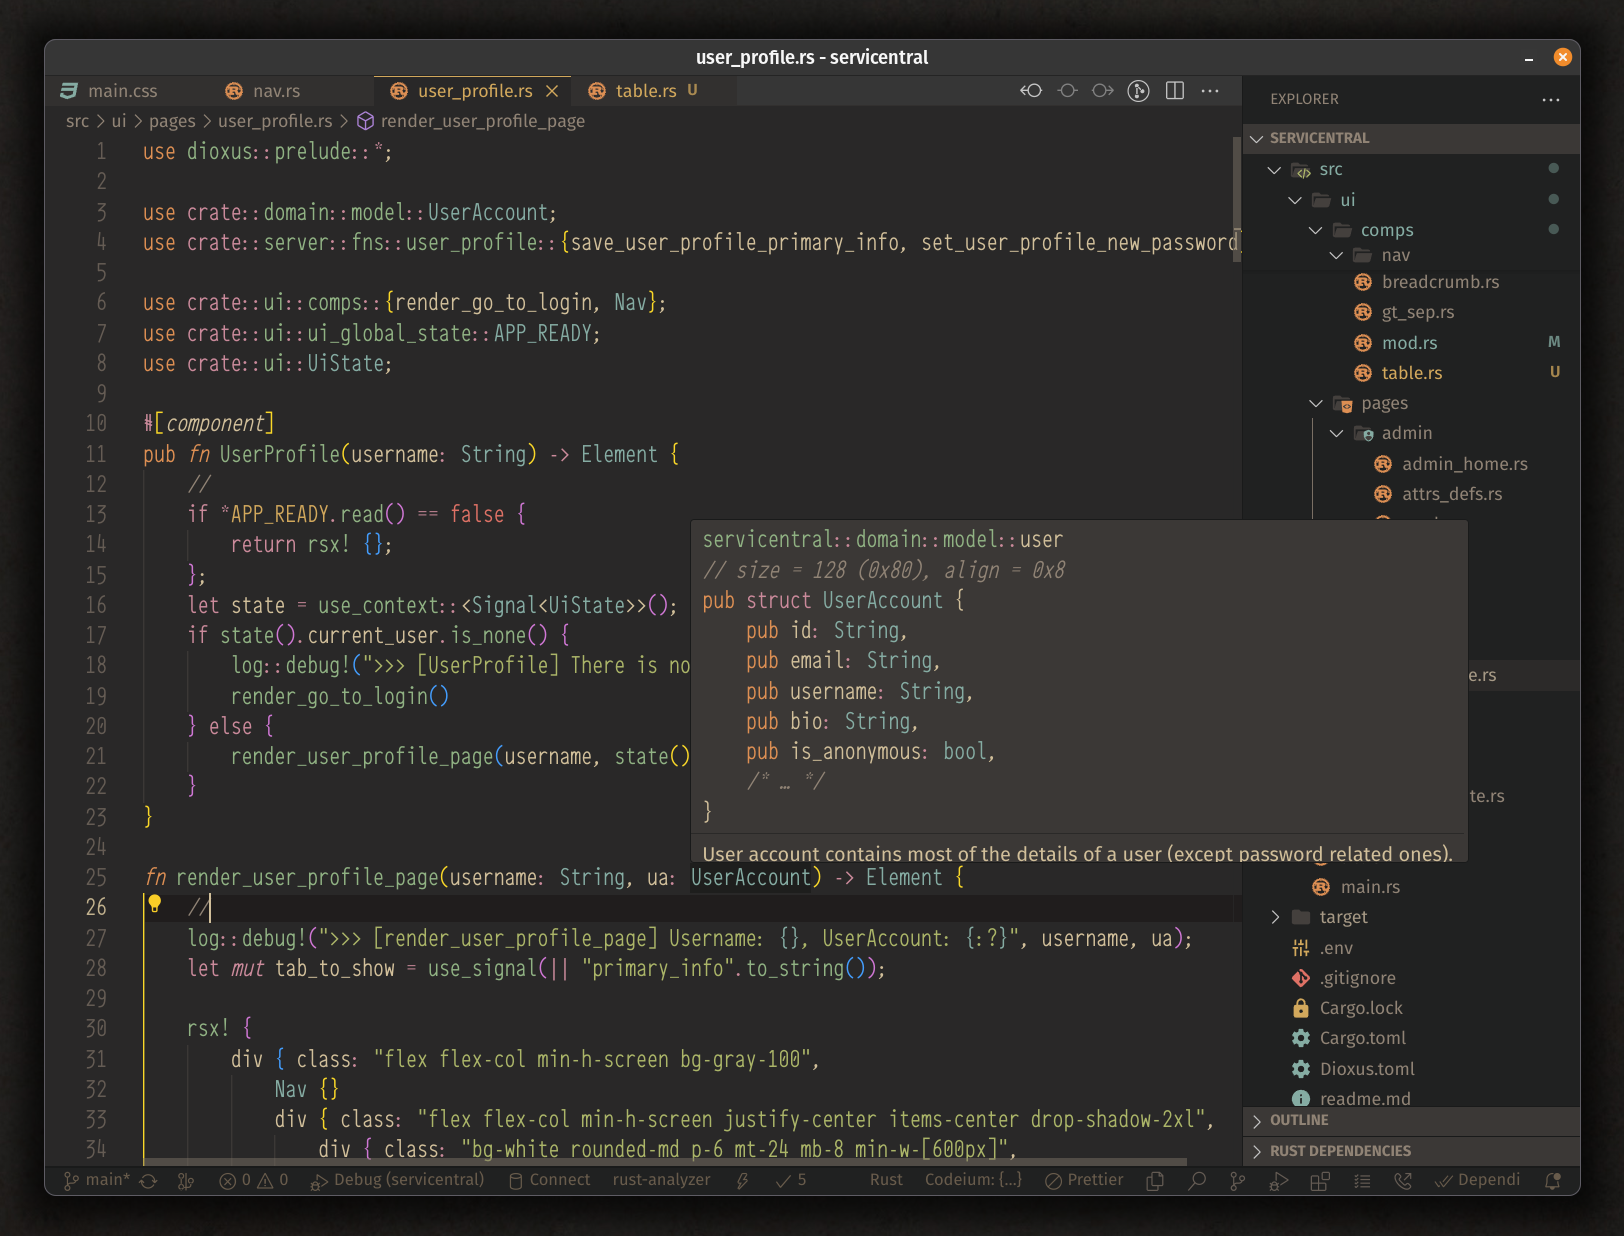 user_profile.rs - servicentral
main.css
nav.rs
user_profile.rs
table.rs U
src > ui > pages > user_profile.rs > render_user_profile_page
1 use dioxus::prelude::*;
2
3 use crate::domain::model::UserAccount;
4 use crate::server::fns::user_profile::{save_user_profile_primary_info, set_user_profile_new_password
5
6 use crate::ui::comps::{render_go_to_login, Nav};
7 use crate::ui::ui_global_state::APP_READY;
8 use crate::ui::UiState;
9
10 #[component]
11 pub fn UserProfile(username: String) -> Element {
12 //
13 if *APP_READY.read() == false {
14 return rsx! {};
15 };
16 let state = use_context::<Signal<UiState>>();
17 if state().current_user.is_none() {
18 log::debug!(">>> [UserProfile] There is no
19 render_go_to_login()
20 } else {
21 render_user_profile_page(username, state()
22 }
23 }
24
25 fn render_user_profile_page(username: String, ua: UserAccount) -> Element {
26 //
27 log::debug!(">>> [render_user_profile_page] Username: {}, UserAccount: {:?}", username, ua);
28 let mut tab_to_show = use_signal(|| "primary_info".to_string());
29
30 rsx! {
31 div { class: "flex flex-col min-h-screen bg-gray-100",
32 Nav {}
33 div { class: "flex flex-col min-h-screen justify-center items-center drop-shadow-2xl",
34 div { class: "bg-white rounded-md p-6 mt-24 mb-8 min-w-[600px]",
servicentral::domain::model::user
// size = 128 (0x80), align = 0x8
pub struct UserAccount {
pub id: String,
pub email: String,
pub username: String,
pub bio: String,
pub is_anonymous: bool,
/* … */
}
User account contains most of the details of a user (except password related ones).
EXPLORER
SERVICENTRAL
src
ui
comps
nav
breadcrumb.rs
gt_sep.rs
mod.rs M
table.rs U
pages
admin
admin_home.rs
attrs_defs.rs
e.rs
te.rs
main.rs
target
.env
.gitignore
Cargo.lock
Cargo.toml
Dioxus.toml
readme.md
OUTLINE
RUST DEPENDENCIES
main* 0 0 Debug (servicentral) Connect rust-analyzer 5 Rust Codeium: {...} Prettier Dependi